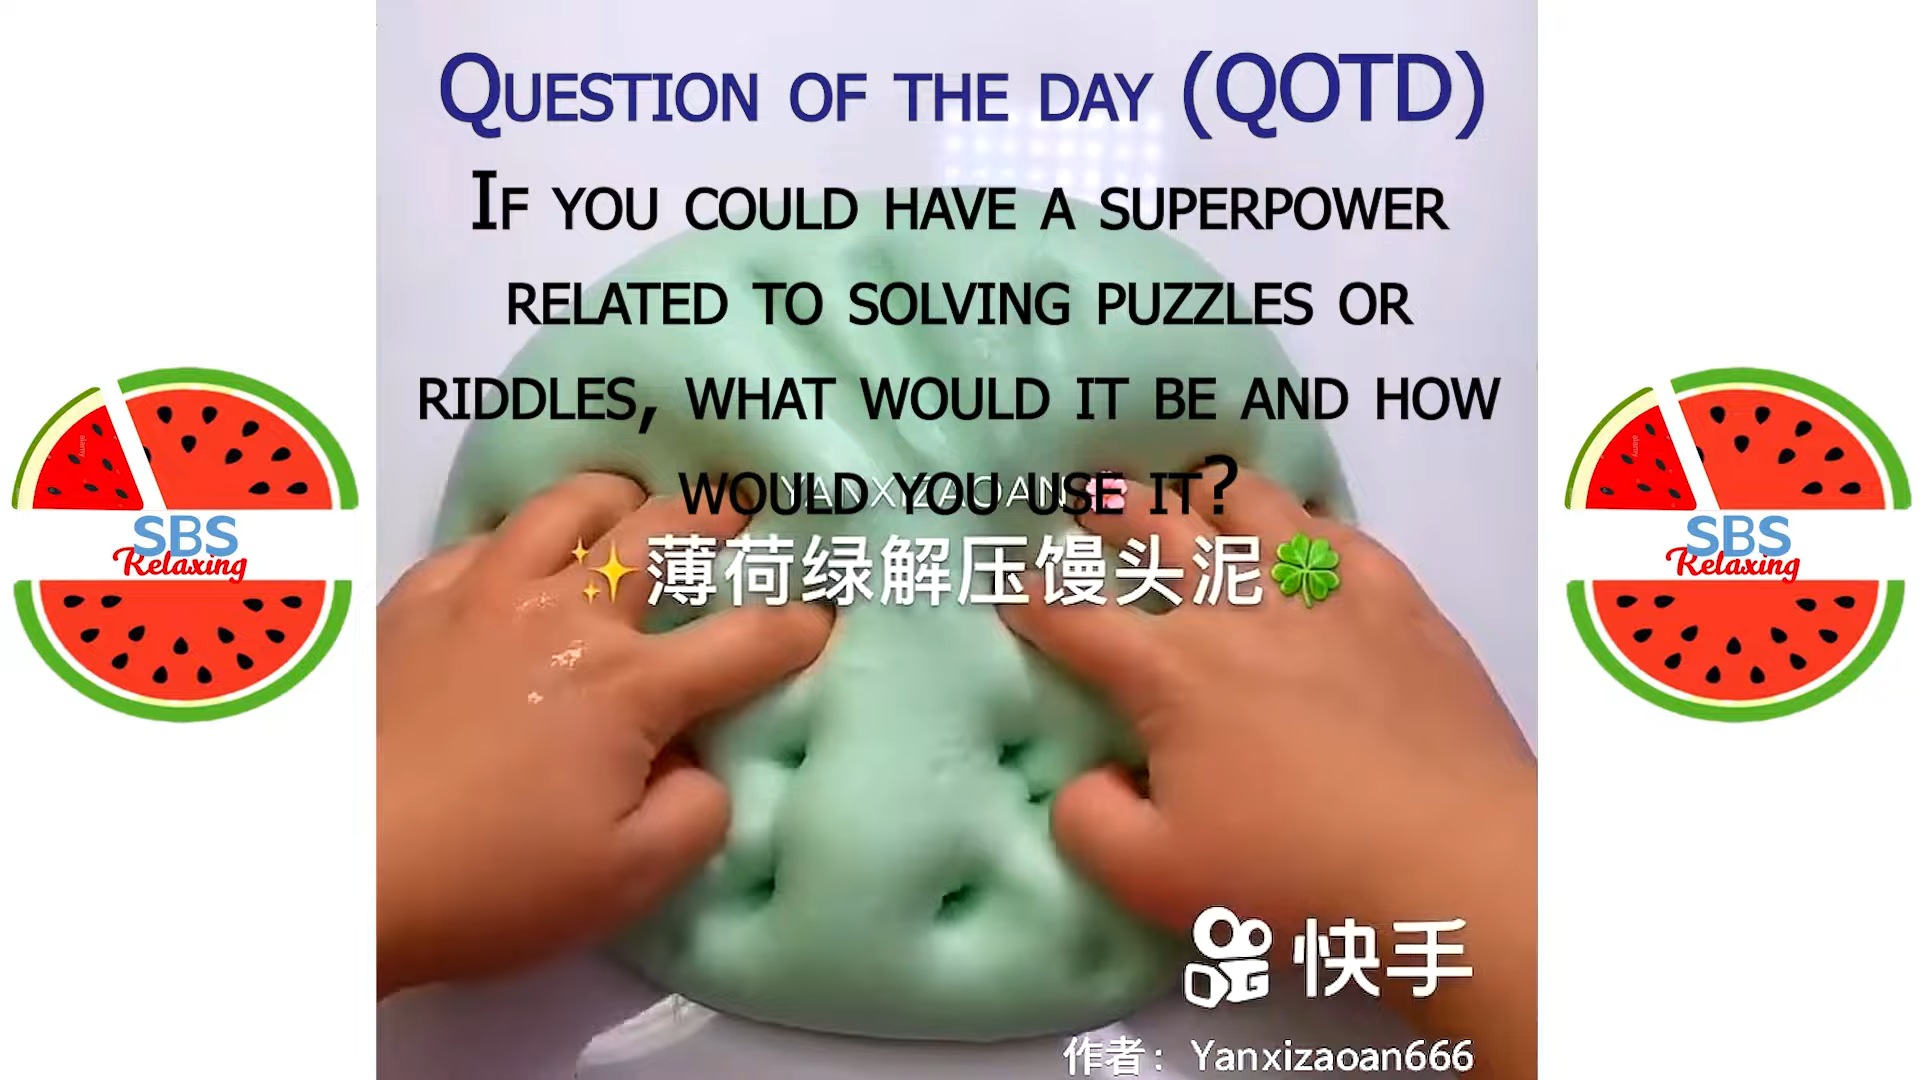 Question of the day (QOTD)
If you could have a superpower
related to solving puzzles or
riddles, what would it be and how
would you use it?
YANXIZAOAN
✨薄荷绿解压馒头泥🍀
SBS
Relaxing
SBS
Relaxing
快手
作者：Yanxizaoan666